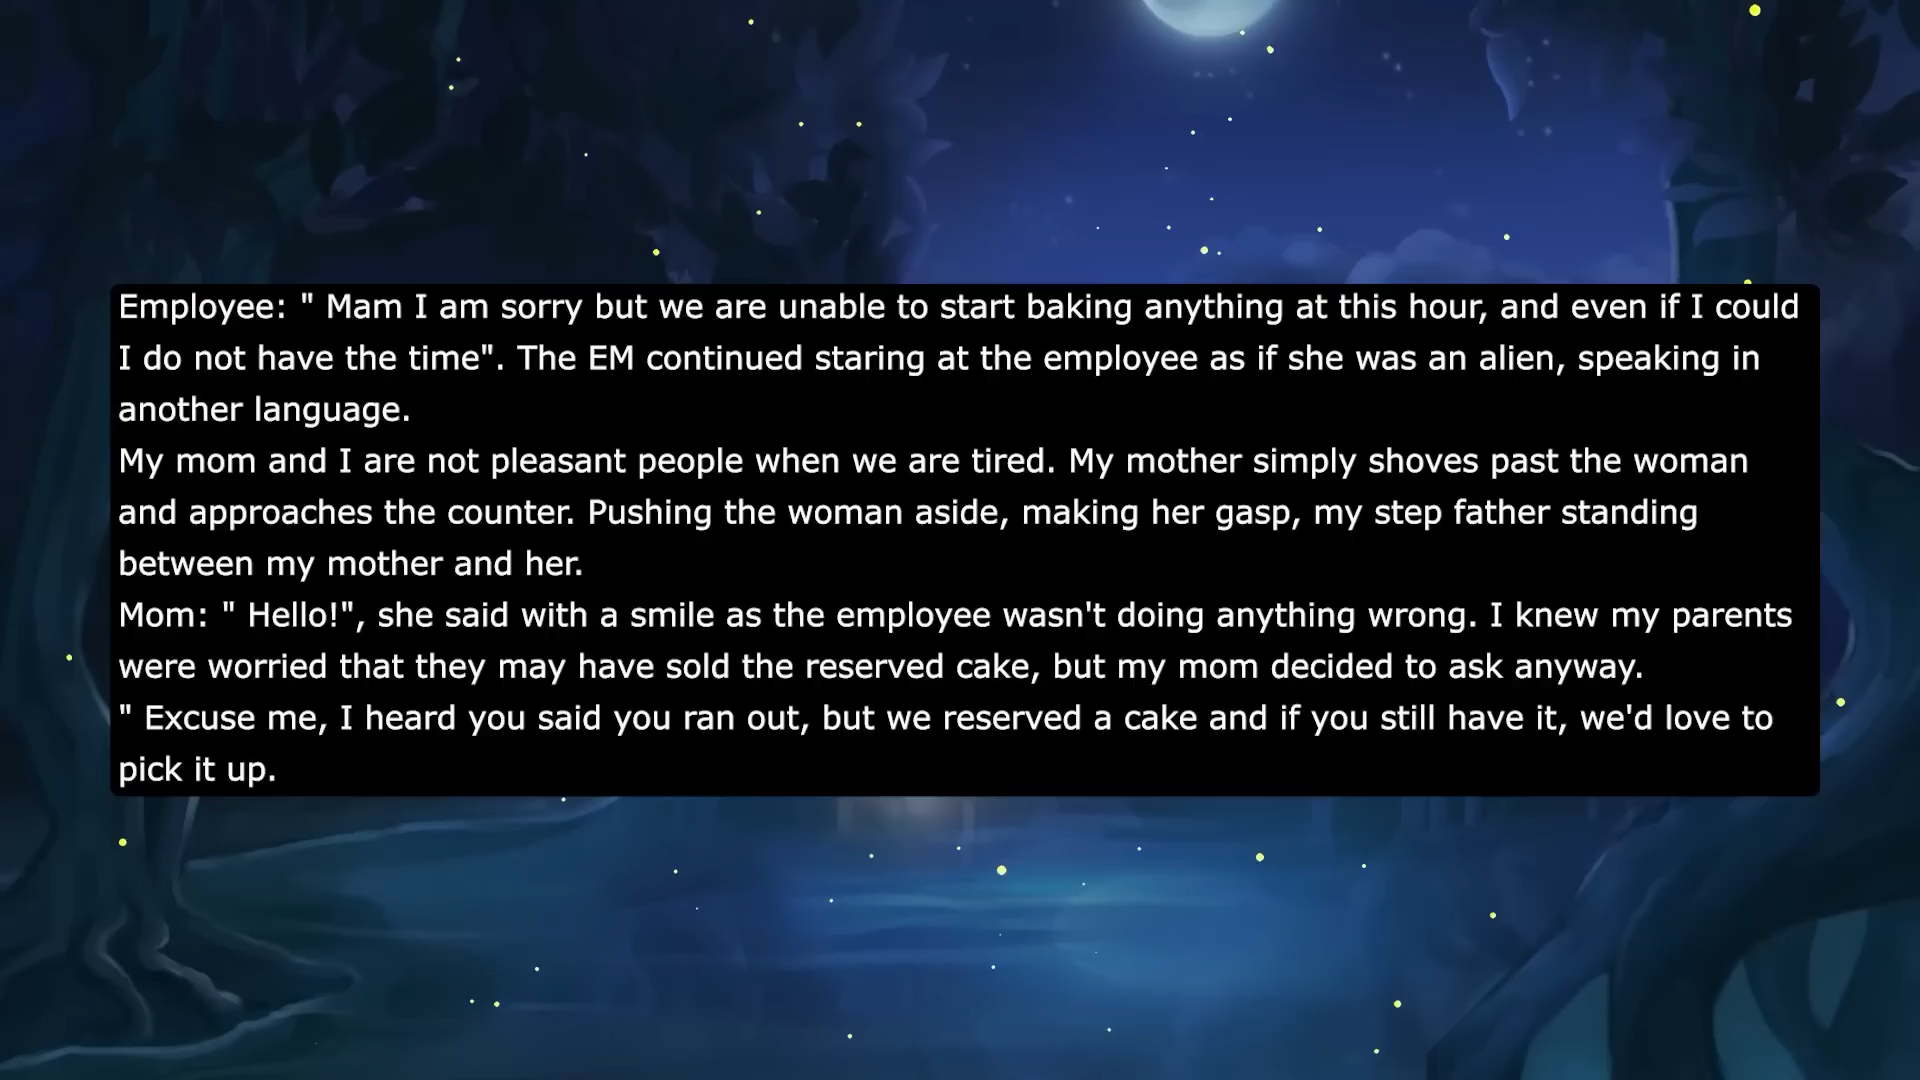 Employee: " Mam I am sorry but we are unable to start baking anything at this hour, and even if I could
I do not have the time". The EM continued staring at the employee as if she was an alien, speaking in
another language.
My mom and I are not pleasant people when we are tired. My mother simply shoves past the woman
and approaches the counter. Pushing the woman aside, making her gasp, my step father standing
between my mother and her.
Mom: " Hello!", she said with a smile as the employee wasn't doing anything wrong. I knew my parents
were worried that they may have sold the reserved cake, but my mom decided to ask anyway.
" Excuse me, I heard you said you ran out, but we reserved a cake and if you still have it, we'd love to
pick it up.